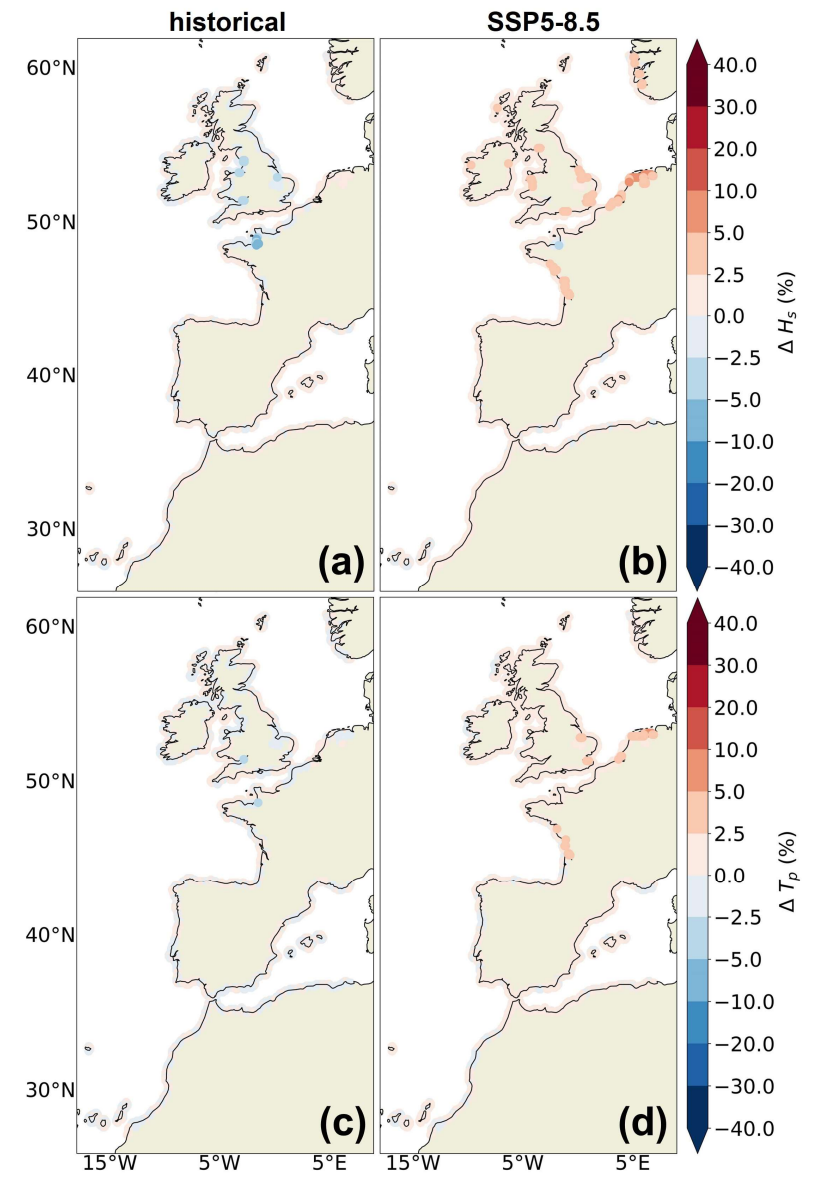 historical SSP5-8.5
60°N
50°N
40°N
30°N
(a) (b)
40.0
30.0
20.0
10.0
5.0
2.5
0.0
−2.5
−5.0
−10.0
−20.0
−30.0
−40.0
Δ Hs (%)
60°N
50°N
40°N
30°N
(c) (d)
40.0
30.0
20.0
10.0
5.0
2.5
0.0
−2.5
−5.0
−10.0
−20.0
−30.0
−40.0
Δ Tp (%)
15°W 5°W 5°E 15°W 5°W 5°E